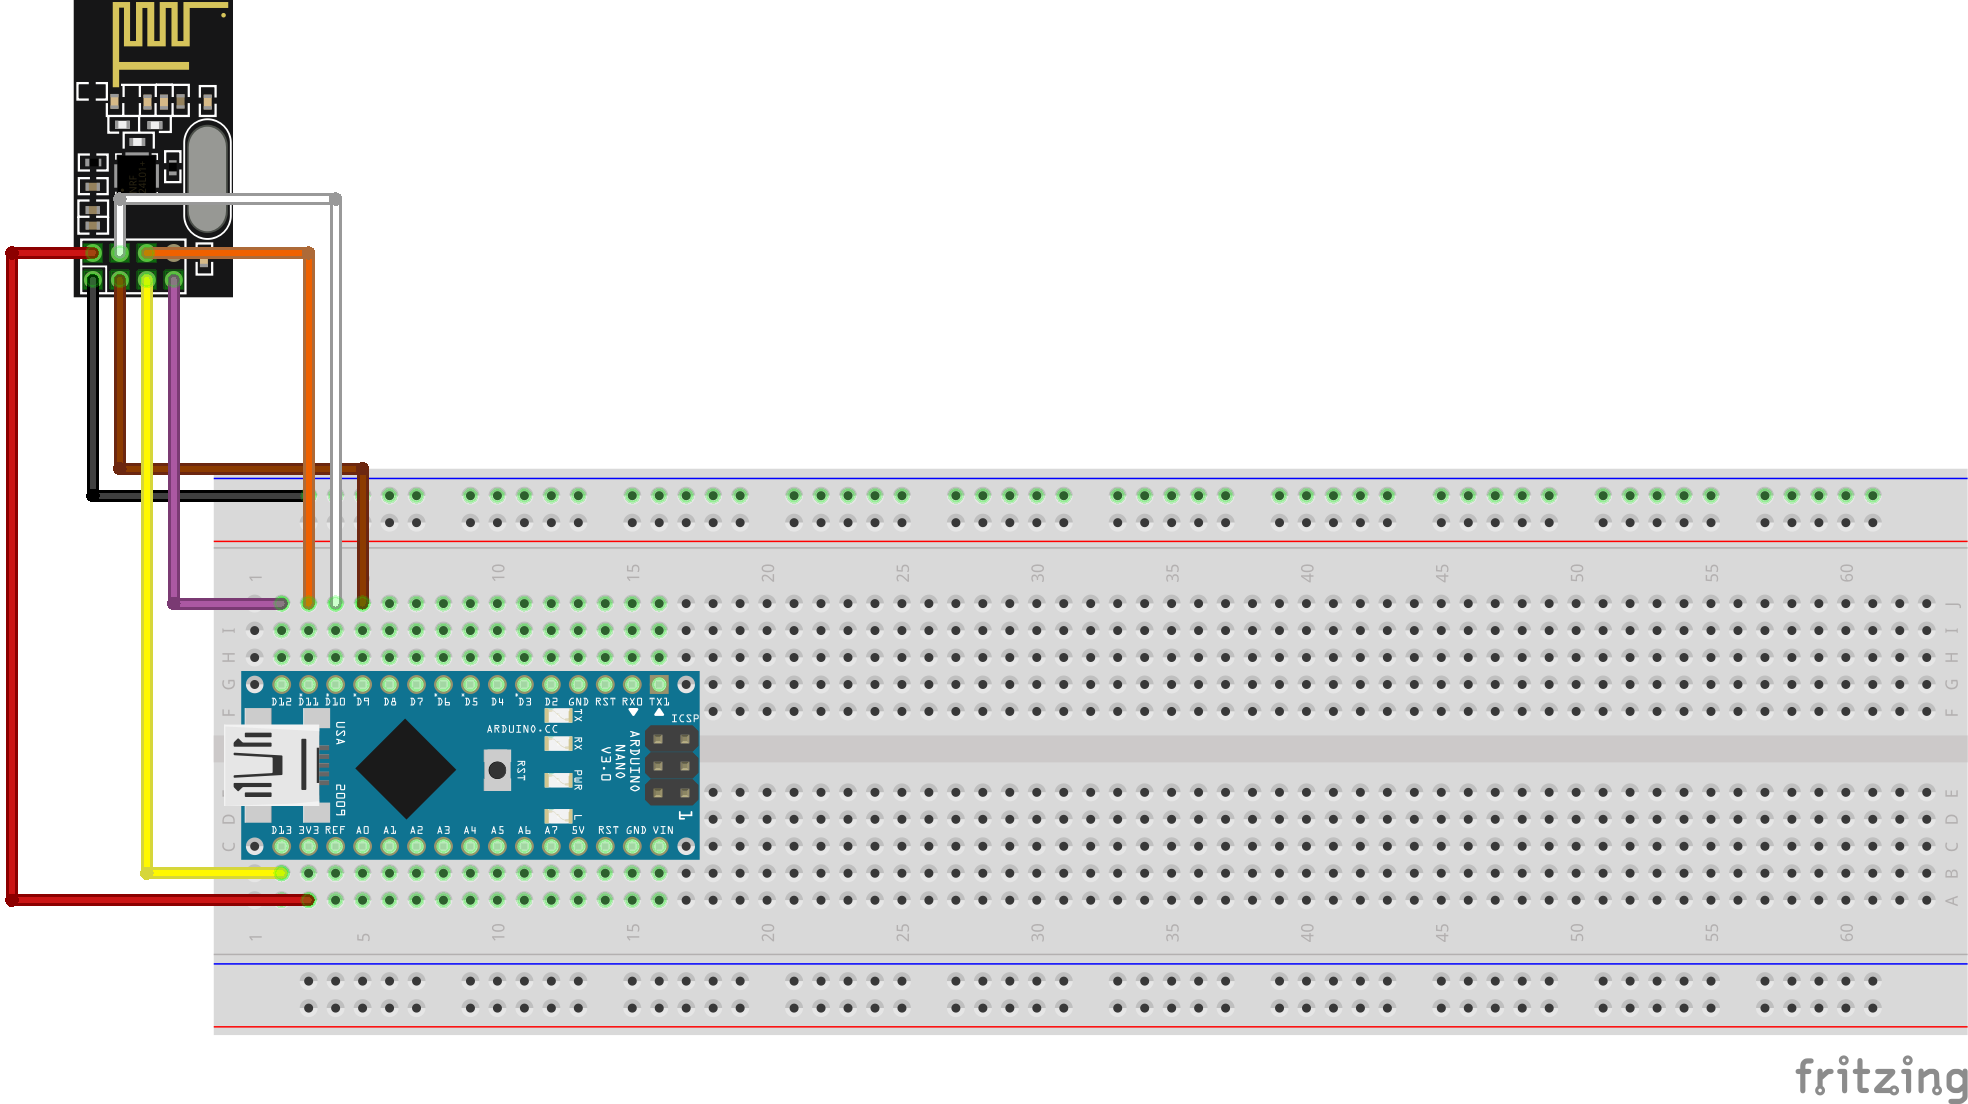 NRF
24L01+
1 10 15 20 25 30 35 40 45 50 55 60
J
I I
H H
G G
F F
D12 D11 D10 D9 D8 D7 D6 D5 D4 D3 D2 GND RST RX0 TX1
USA
2009
ARDUINO.CC
RST
TX
RX
PWR
L
ARDUINO
NANO
V3.0
ICSP
1
D13 3V3 REF A0 A1 A2 A3 A4 A5 A6 A7 5V RST GND VIN
E
D D
C C
B
A
1 5 10 15 20 25 30 35 40 45 50 55 60
fritzing